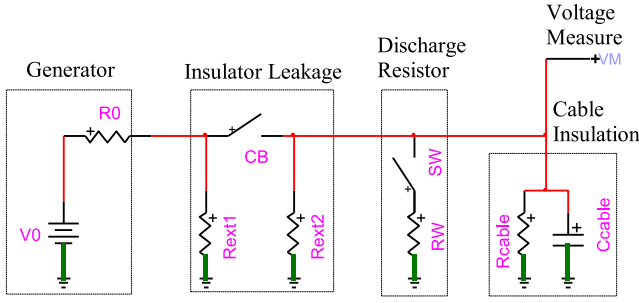 Voltage
Measure
VM
Generator
Insulator Leakage
Discharge
Resistor
Cable
Insulation
R0
CB
SW
V0
Rext1
Rext2
RW
Rcable
Ccable